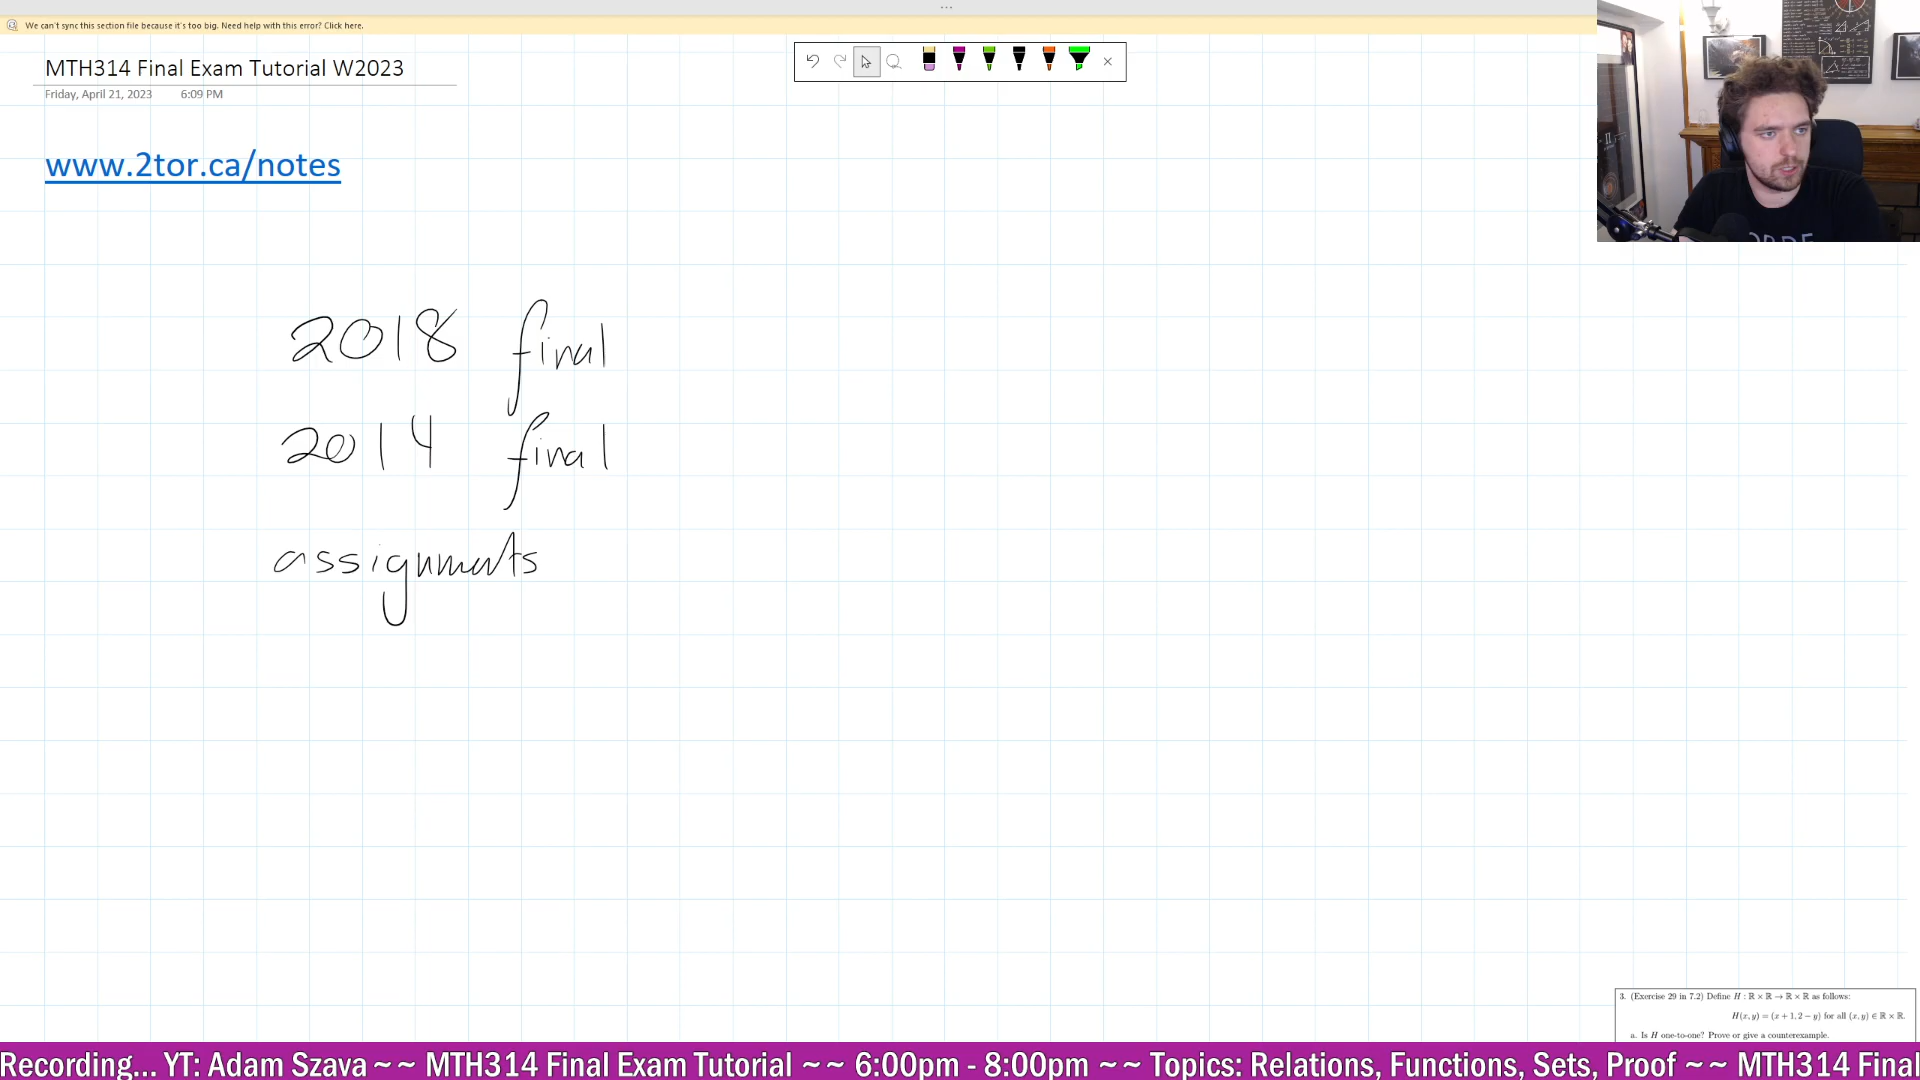 We can't sync this section file because it's too big. Need help with this error? Click here.
MTH314 Final Exam Tutorial W2023
Friday, April 21, 2023 6:09 PM
www.2tor.ca/notes
2018 final
2014 final
assignments
3. (Exercise 29 in 7.2) Define H : ℝ × ℝ → ℝ × ℝ as follows:
H(x, y) = (x + 1, 2 − y) for all (x, y) ∈ ℝ × ℝ.
a. Is H one-to-one? Prove or give a counterexample.
Recording... YT: Adam Szava ~~ MTH314 Final Exam Tutorial ~~ 6:00pm - 8:00pm ~~ Topics: Relations, Functions, Sets, Proof ~~ MTH314 Final